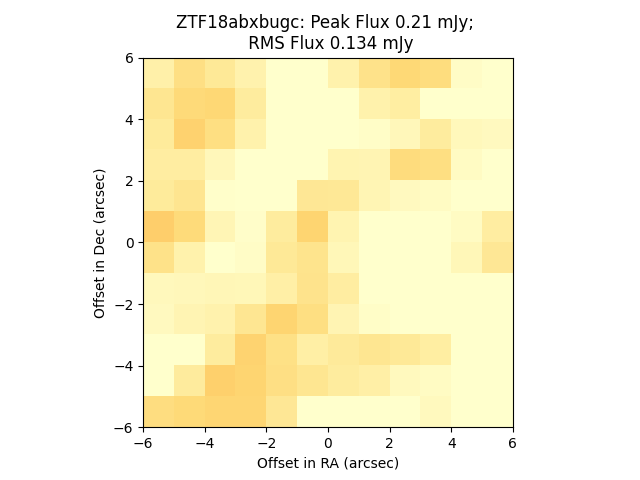 ZTF18abxbugc: Peak Flux 0.21 mJy;
RMS Flux 0.134 mJy
6
4
2
0
−2
−4
−6
Offset in Dec (arcsec)
−6 −4 −2 0 2 4 6
Offset in RA (arcsec)